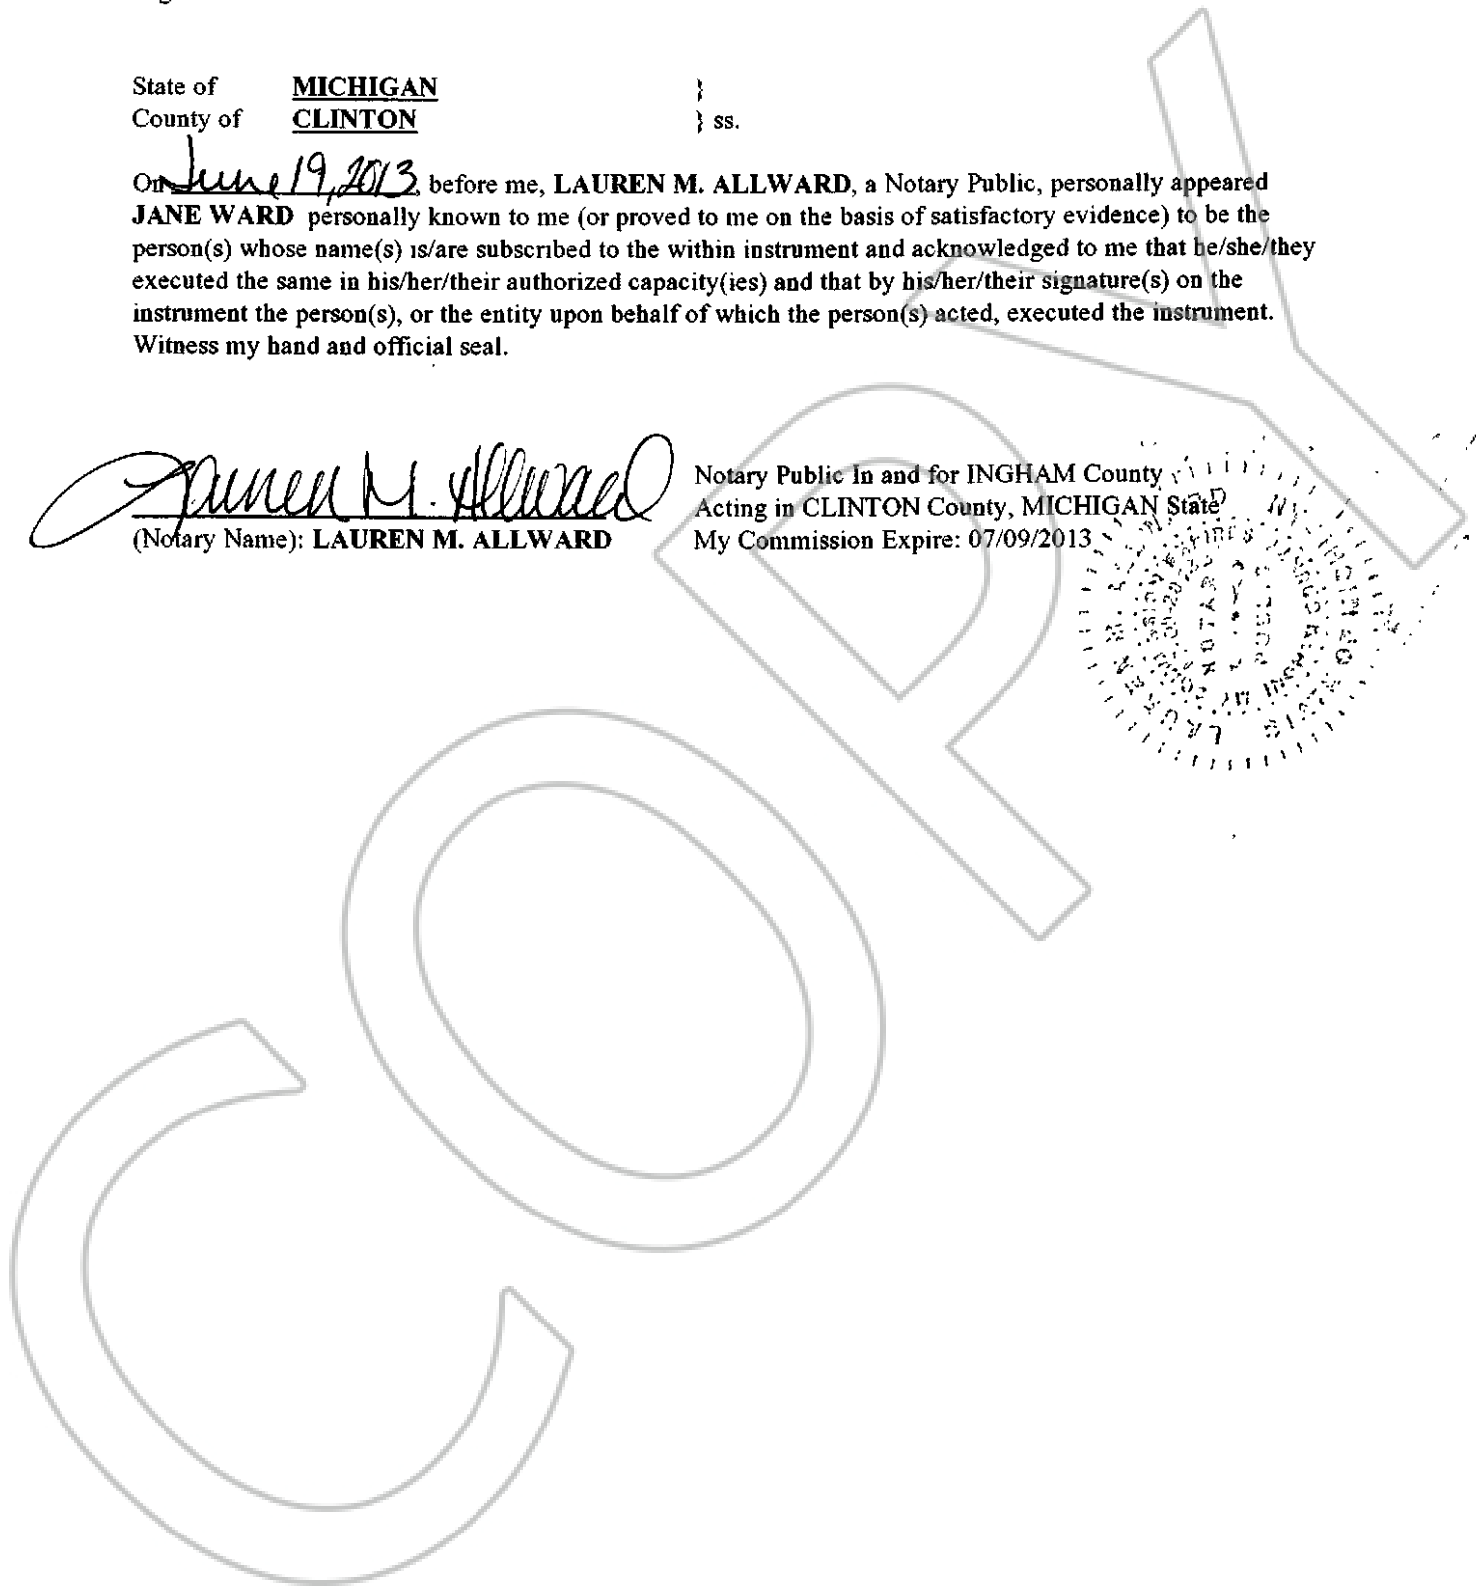 State of MICHIGAN }
County of CLINTON } ss.
On June 19, 2013, before me, LAUREN M. ALLWARD, a Notary Public, personally appeared
JANE WARD personally known to me (or proved to me on the basis of satisfactory evidence) to be the
person(s) whose name(s) is/are subscribed to the within instrument and acknowledged to me that he/she/they
executed the same in his/her/their authorized capacity(ies) and that by his/her/their signature(s) on the
instrument the person(s), or the entity upon behalf of which the person(s) acted, executed the instrument.
Witness my hand and official seal.
Lauren M. Allward
Notary Public In and for INGHAM County
Acting in CLINTON County, MICHIGAN State
(Notary Name): LAUREN M. ALLWARD My Commission Expire: 07/09/2013
COPY